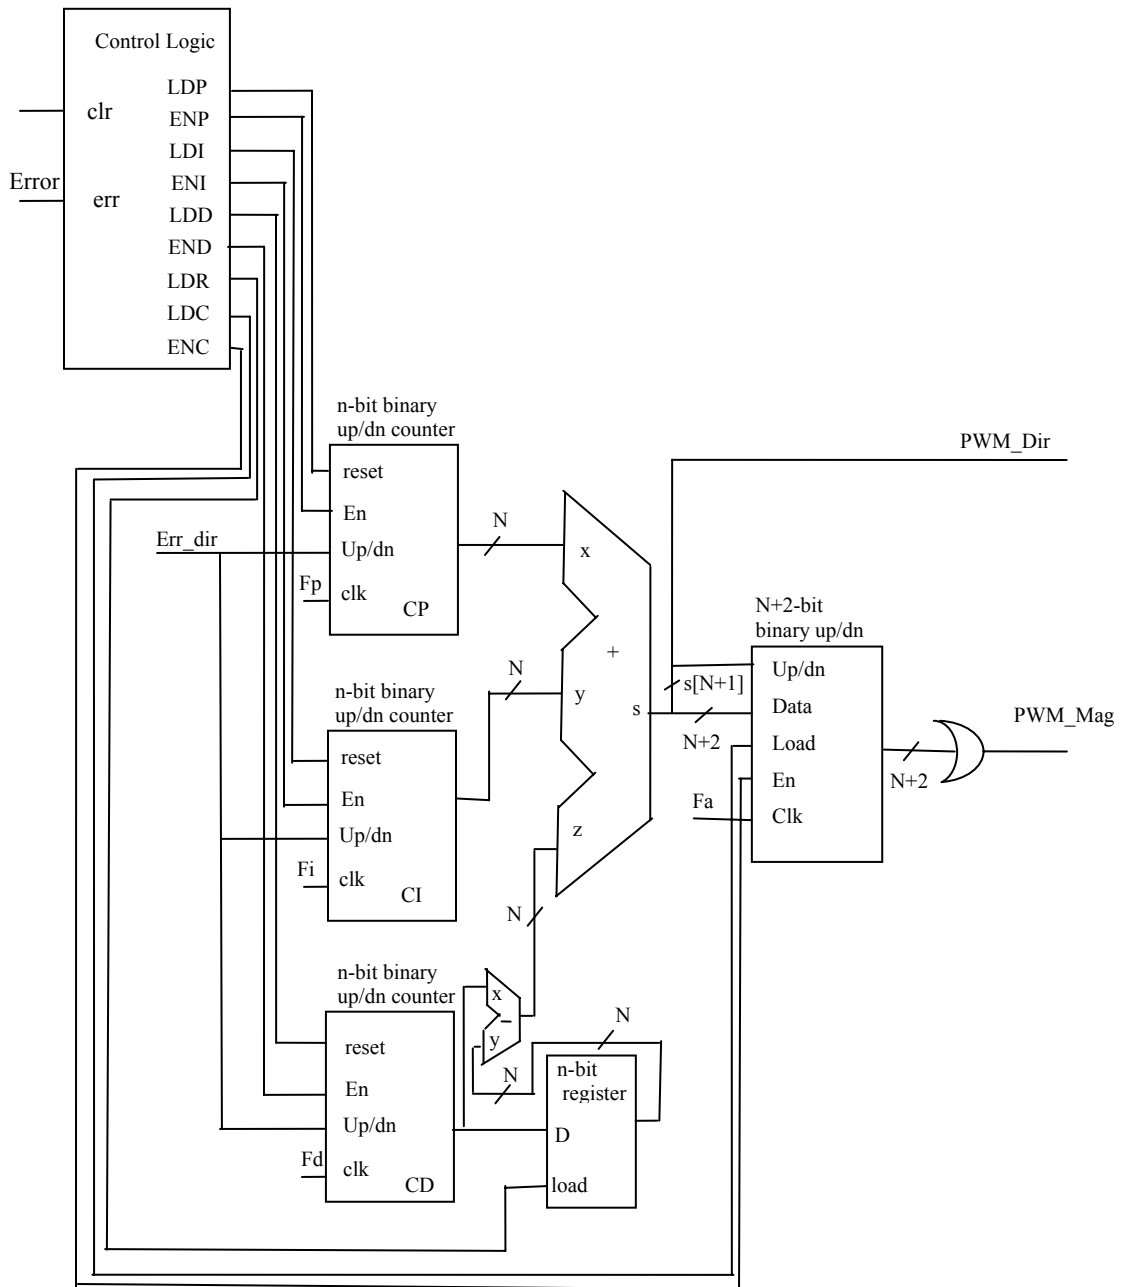 Control Logic
LDP
clr
ENP
LDI
Error
ENI
err
LDD
END
LDR
LDC
ENC
n-bit binary
up/dn counter
reset
En
Err_dir
Up/dn
Fp
clk
CP
N
x
PWM_Dir
n-bit binary
up/dn counter
reset
En
Up/dn
Fi
clk
CI
N
y
+
s
z
N
s[N+1]
N+2
N+2-bit
binary up/dn
Up/dn
Data
Load
En
Fa
Clk
N+2
PWM_Mag
n-bit binary
up/dn counter
reset
En
Up/dn
Fd
clk
CD
x
-
y
N
N
n-bit
register
D
load